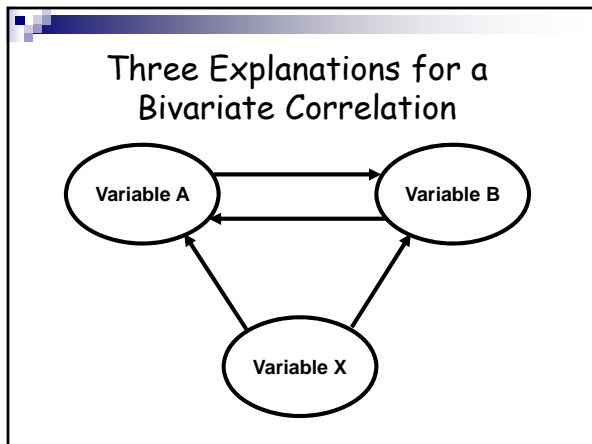 Three Explanations for a
Bivariate Correlation
Variable A
Variable B
Variable X